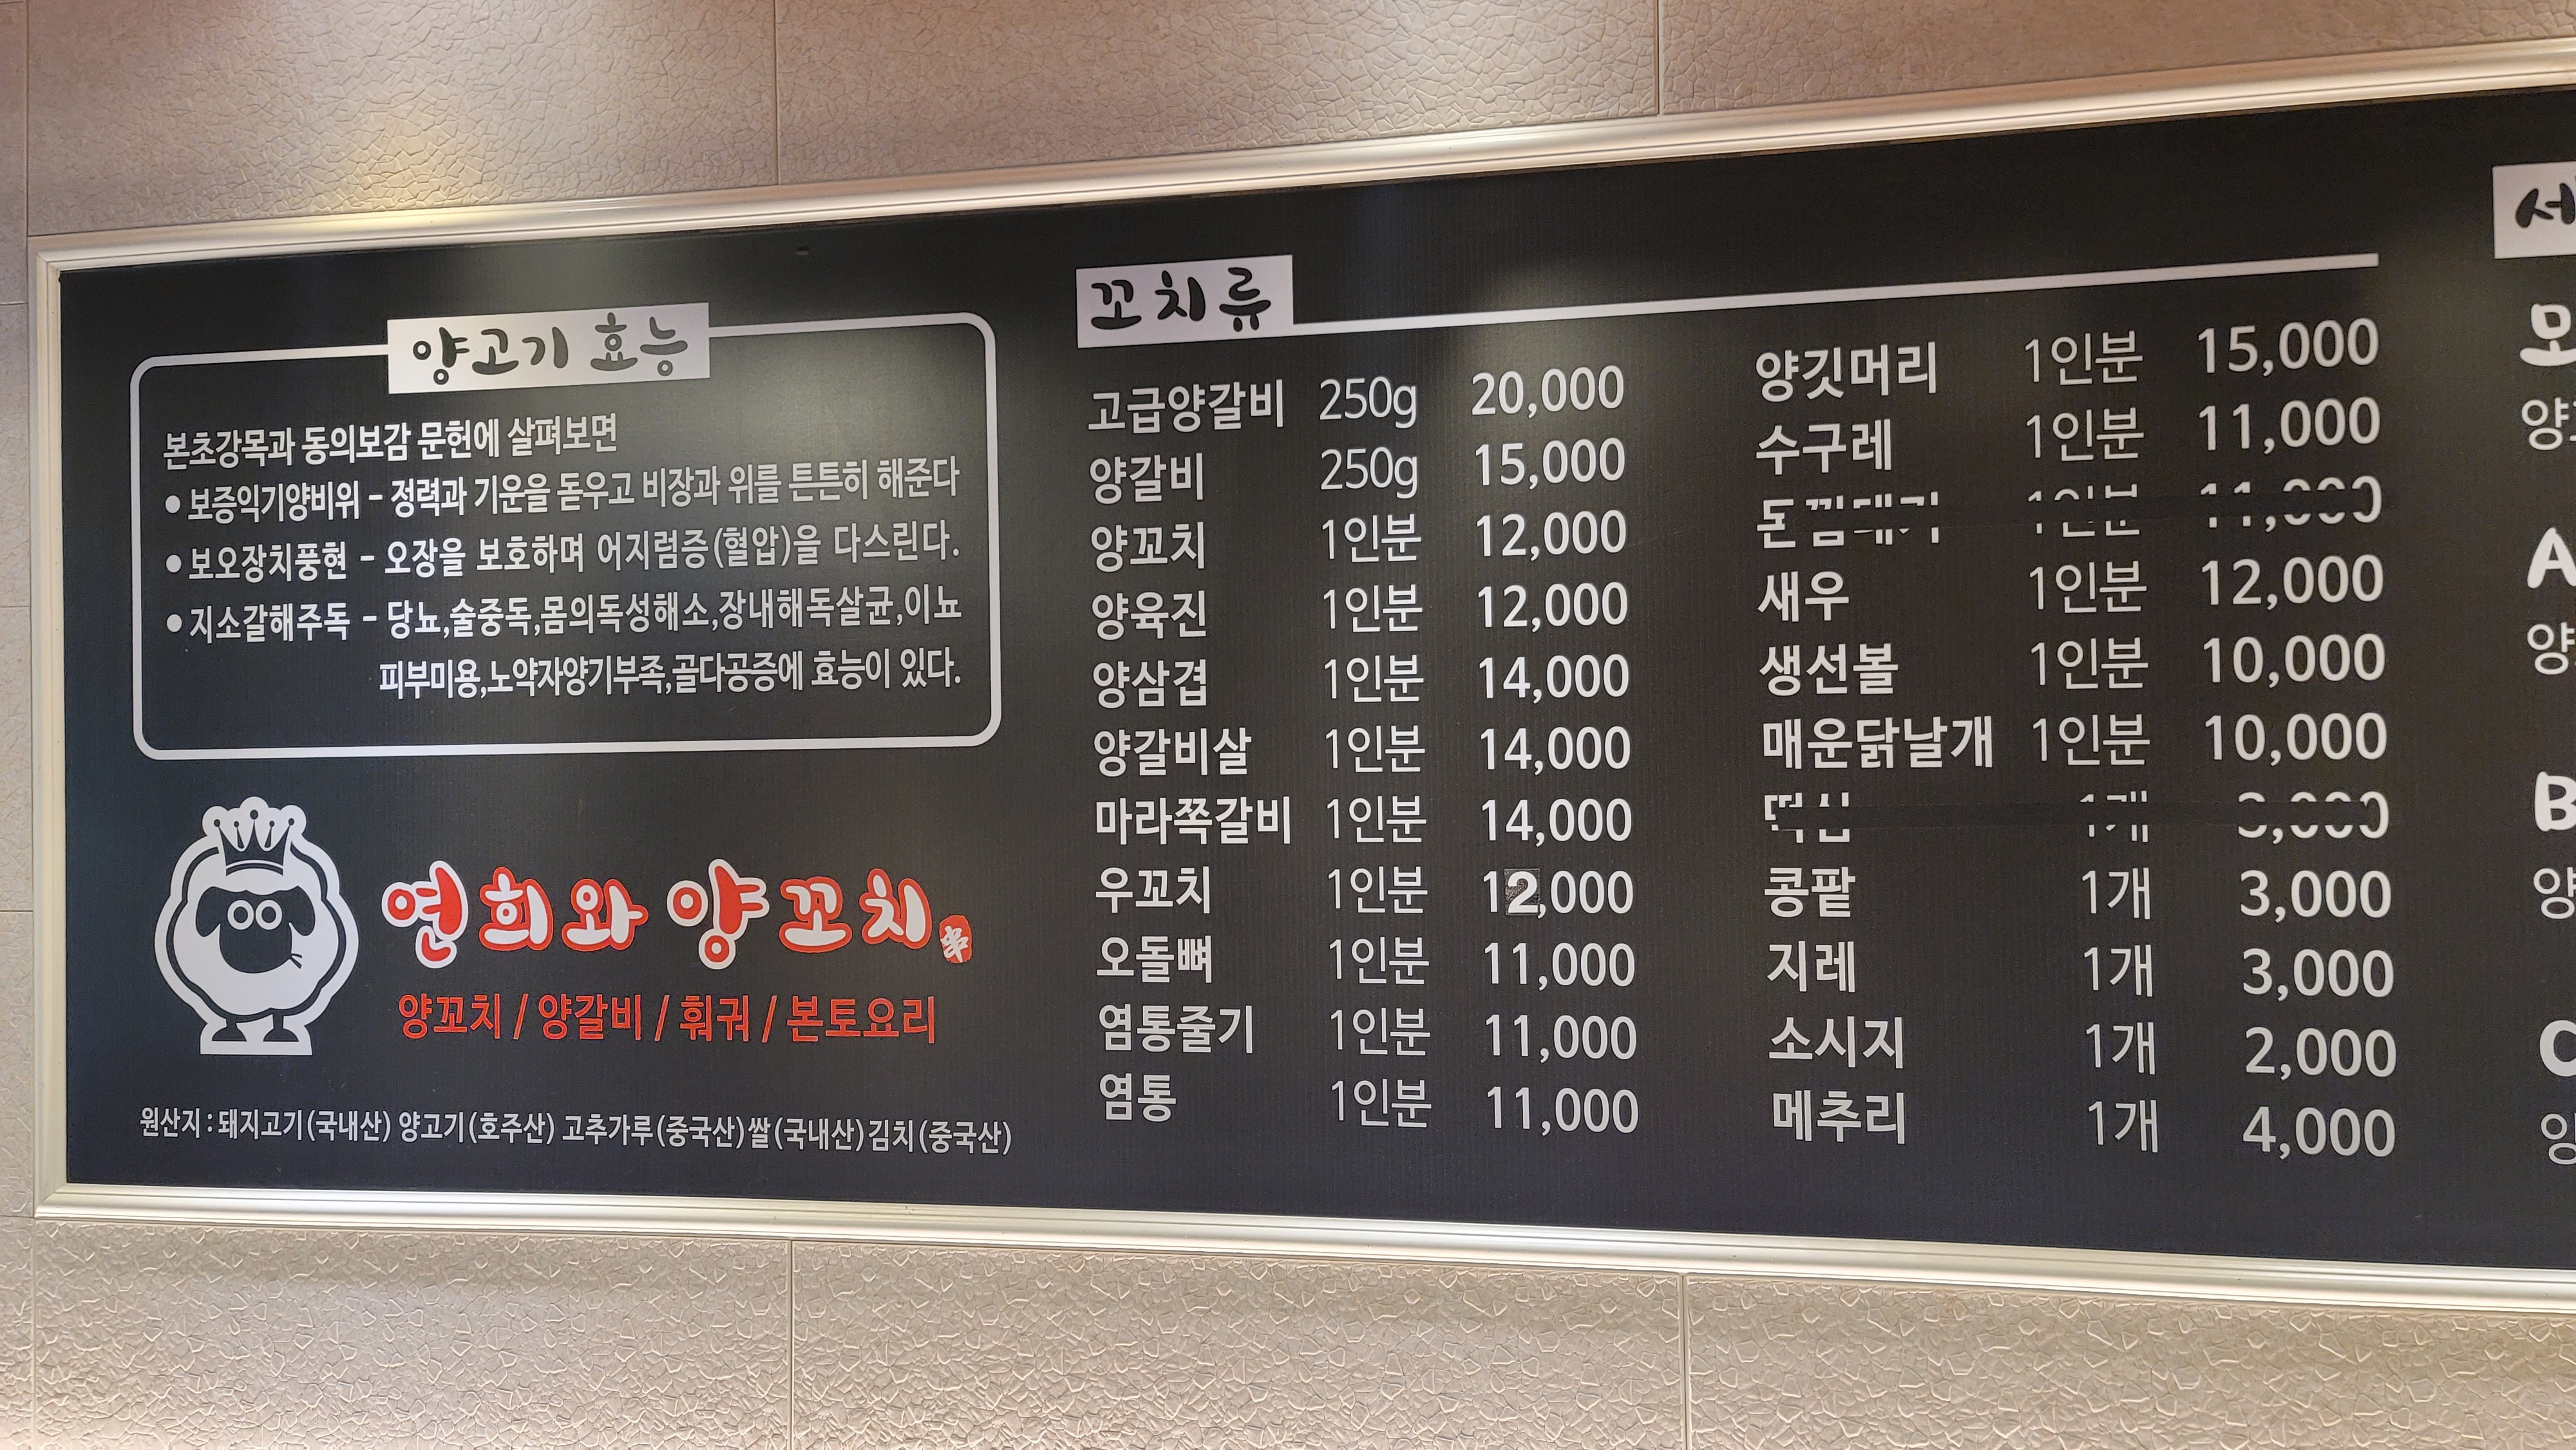 양고기 효능
본초강목과 동의보감 문헌에 살펴보면
• 보증익기양비위 - 정력과 기운을 돋우고 비장과 위를 튼튼히 해준다
• 보오장치풍현 - 오장을 보호하며 어지럼증(혈압)을 다스린다.
• 지소갈해주독 - 당뇨,술중독,몸의독성해소,장내해독살균,이뇨
피부미용,노약자양기부족,골다공증에 효능이 있다.
연희와 양꼬치 串
양꼬치 / 양갈비 / 훠궈 / 본토요리
원산지 : 돼지고기(국내산) 양고기(호주산) 고추가루(중국산) 쌀(국내산) 김치(중국산)
꼬치류
고급양갈비 250g 20,000
양갈비 250g 15,000
양꼬치 1인분 12,000
양육진 1인분 12,000
양삼겹 1인분 14,000
양갈비살 1인분 14,000
마라쪽갈비 1인분 14,000
우꼬치 1인분 12,000
오돌뼈 1인분 11,000
염통줄기 1인분 11,000
염통 1인분 11,000
양깃머리 1인분 15,000
수구레 1인분 11,000
1인분 11,000
새우 1인분 12,000
생선볼 1인분 10,000
매운닭날개 1인분 10,000
1개 3,000
콩팥 1개 3,000
지레 1개 3,000
소시지 1개 2,000
메추리 1개 4,000
A
B
C